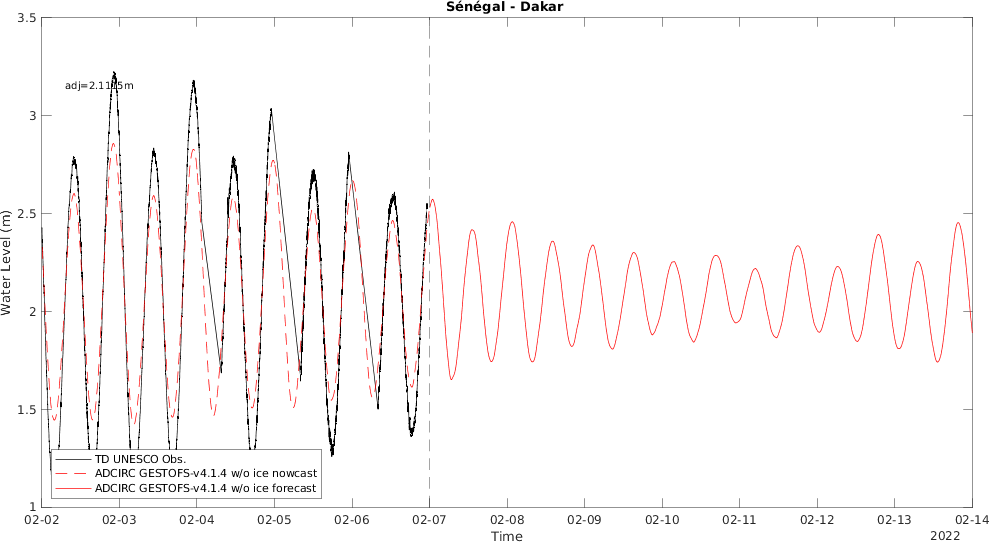 Sénégal - Dakar
3.5
3
2.5
2
1.5
1
Water Level (m)
adj=2.1115m
TD UNESCO Obs.
ADCIRC GESTOFS-v4.1.4 w/o ice nowcast
ADCIRC GESTOFS-v4.1.4 w/o ice forecast
02-02 02-03 02-04 02-05 02-06 02-07 02-08 02-09 02-10 02-11 02-12 02-13 02-14
Time
2022